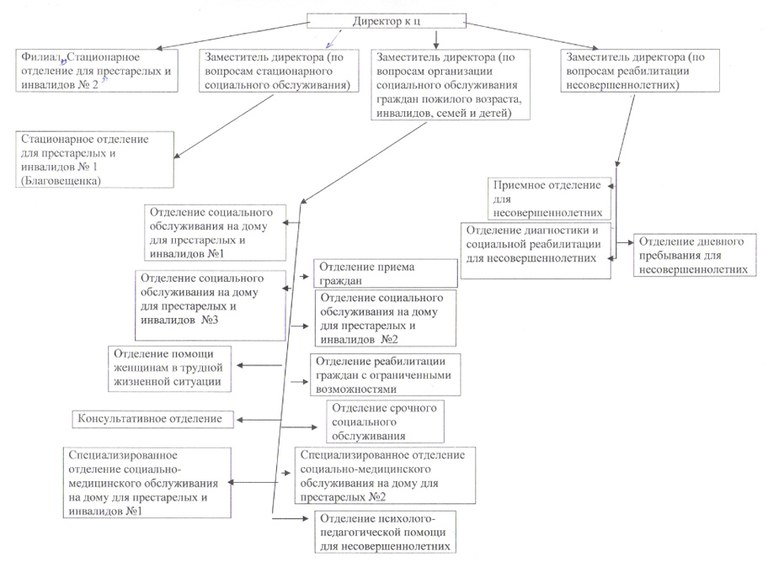 Директор к ц
Филиал, Стационарное
отделение для престарелых и
инвалидов № 2
Заместитель директора (по
вопросам стационарного
социального обслуживания)
Заместитель директора (по
вопросам организации
социального обслуживания
граждан пожилого возраста,
инвалидов, семей и детей)
Заместитель директора (по
вопросам реабилитации
несовершеннолетних)
Стационарное отделение
для престарелых и
инвалидов № 1
(Благовещенка)
Приемное отделение
для
несовершеннолетних
Отделение диагностики и
социальной реабилитации
для несовершеннолетних
Отделение дневного
пребывания для
несовершеннолетних
Отделение социального
обслуживания на дому
для престарелых и
инвалидов №1
Отделение приема
граждан
Отделение социального
обслуживания на дому
для престарелых и
инвалидов №3
Отделение социального
обслуживания на дому
для престарелых и
инвалидов №2
Отделение помощи
женщинам в трудной
жизненной ситуации
Отделение реабилитации
граждан с ограниченными
возможностями
Консультативное отделение
Отделение срочного
социального
обслуживания
Специализированное
отделение социально-
медицинского обслуживания
на дому для престарелых и
инвалидов №1
Специализированное отделение
социально-медицинского
обслуживания на дому для
престарелых №2
Отделение психолого-
педагогической помощи
для несовершеннолетних